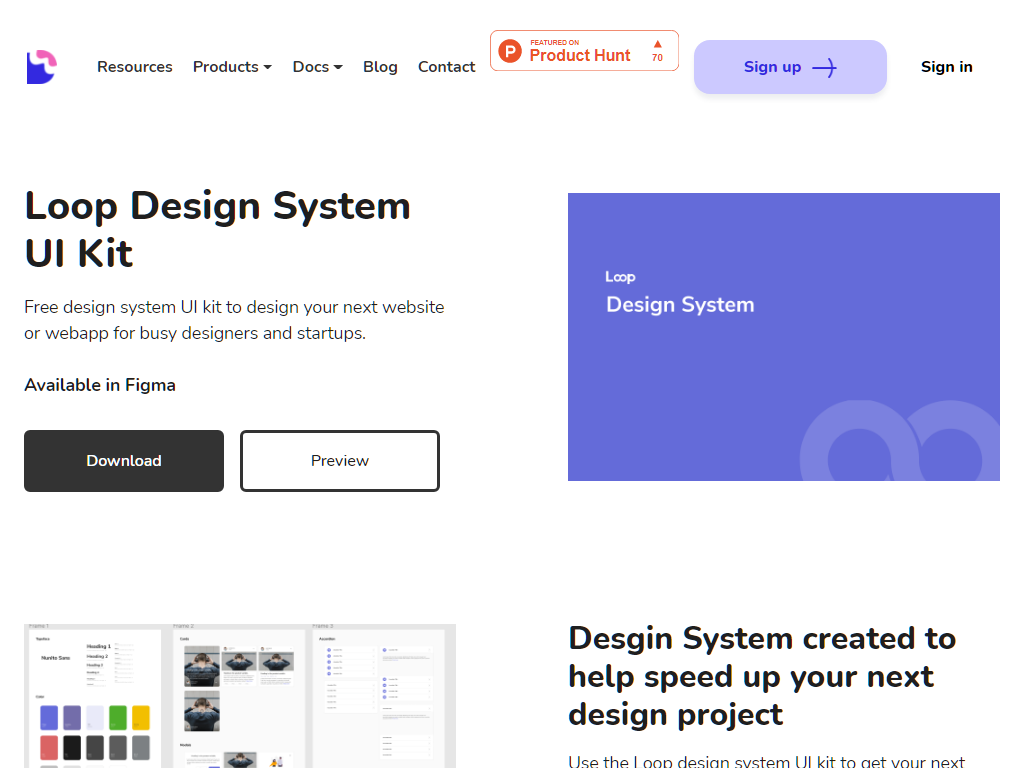 Resources
Products
Docs
Blog
Contact
FEATURED ON
Product Hunt
70
Sign up
Sign in
Loop Design System
UI Kit
Free design system UI kit to design your next website
or webapp for busy designers and startups.
Available in Figma
Download
Preview
Loop
Design System
Frame 1
Frame 2
Frame 3
Nunito Sans
Heading 1
Heading 2
Desgin System created to
help speed up your next
design project
Use the Loop design system UI kit to get your next